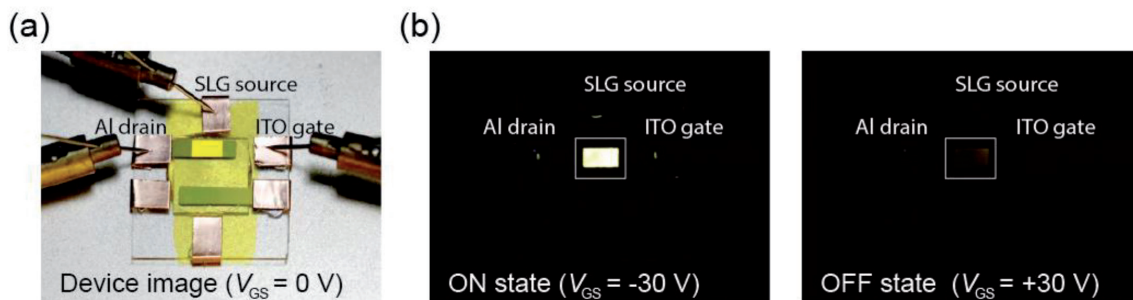 (a)
SLG source
Al drain
ITO gate
Device image (VGS = 0 V)
(b)
SLG source
Al drain
ITO gate
ON state (VGS = -30 V)
SLG source
Al drain
ITO gate
OFF state (VGS = +30 V)